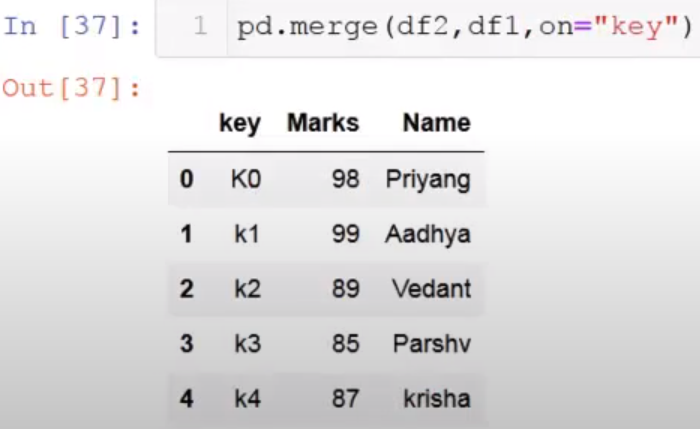 In [37]: 1 pd.merge(df2,df1,on="key")
Out[37]:
key Marks Name
0 K0 98 Priyang
1 k1 99 Aadhya
2 k2 89 Vedant
3 k3 85 Parshv
4 k4 87 krisha